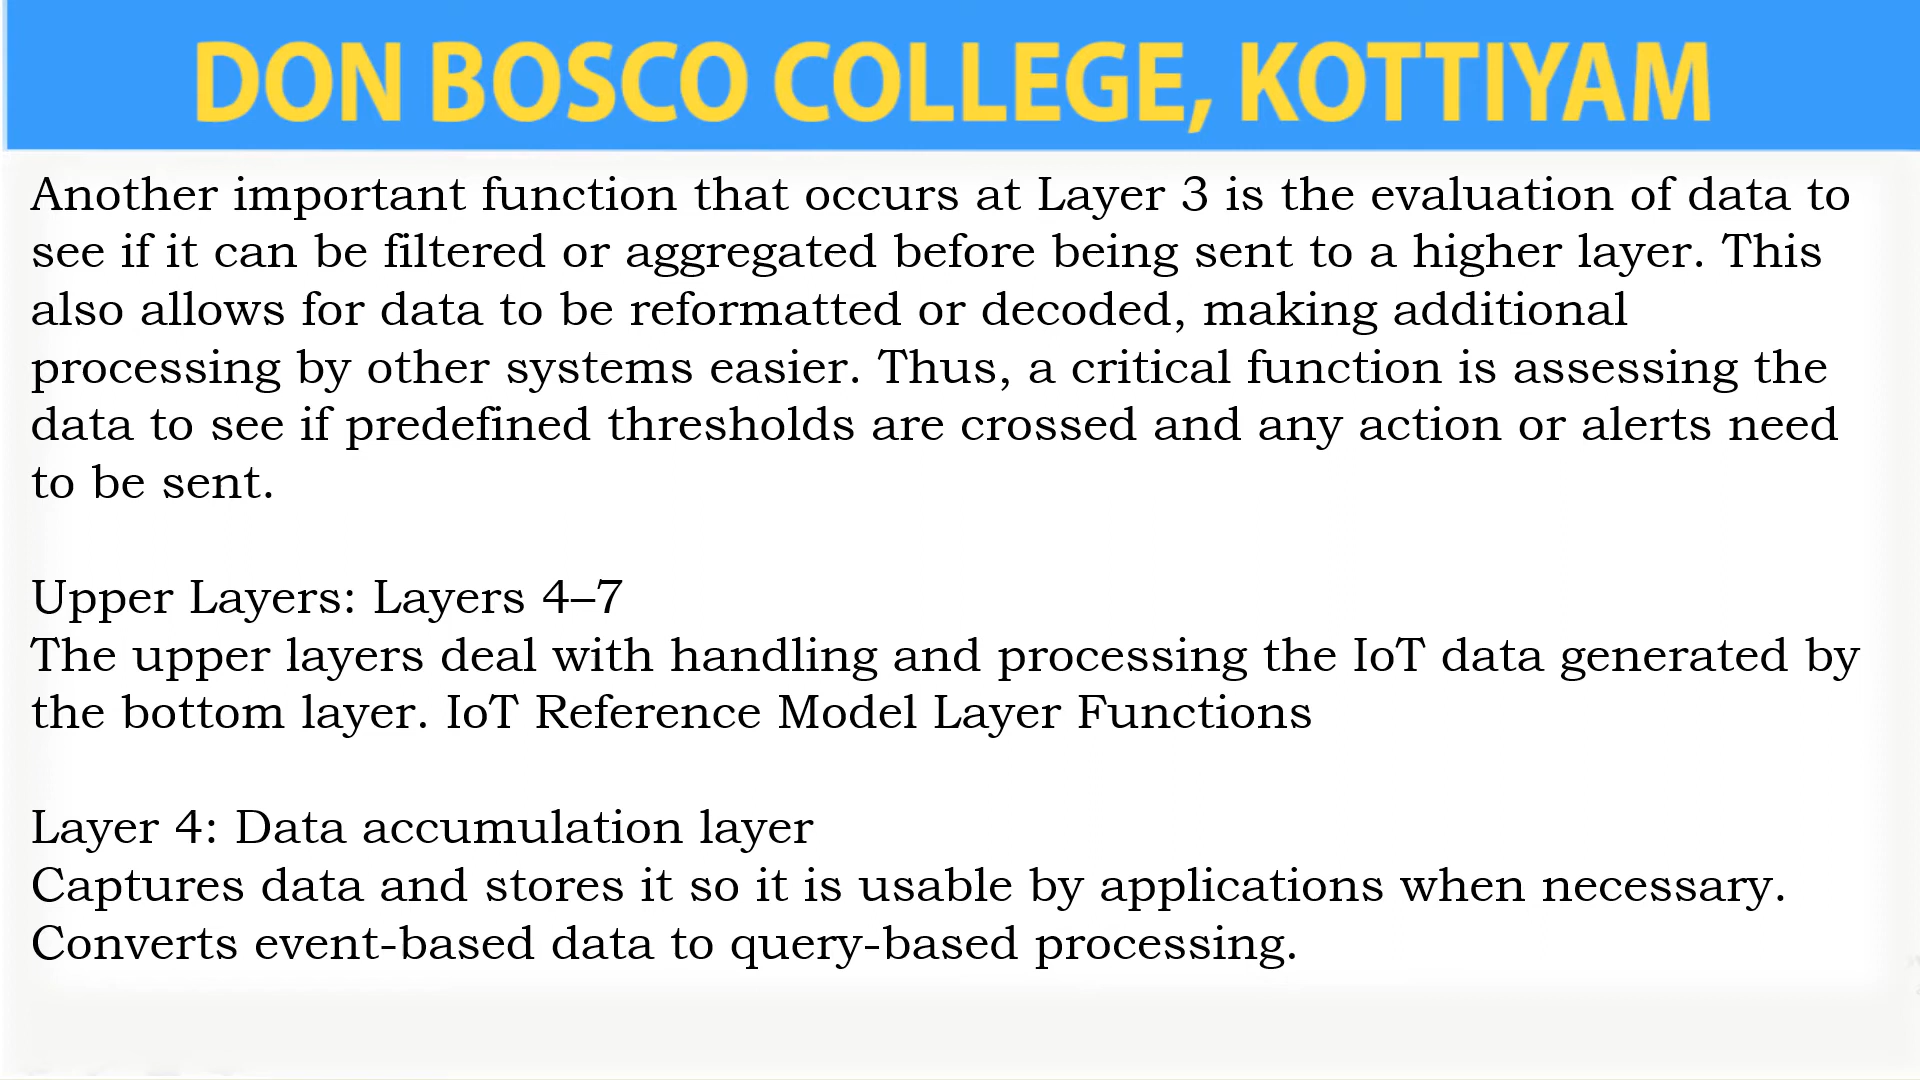 DON BOSCO COLLEGE, KOTTIYAM
Another important function that occurs at Layer 3 is the evaluation of data to
see if it can be filtered or aggregated before being sent to a higher layer. This
also allows for data to be reformatted or decoded, making additional
processing by other systems easier. Thus, a critical function is assessing the
data to see if predefined thresholds are crossed and any action or alerts need
to be sent.
Upper Layers: Layers 4–7
The upper layers deal with handling and processing the IoT data generated by
the bottom layer. IoT Reference Model Layer Functions
Layer 4: Data accumulation layer
Captures data and stores it so it is usable by applications when necessary.
Converts event-based data to query-based processing.